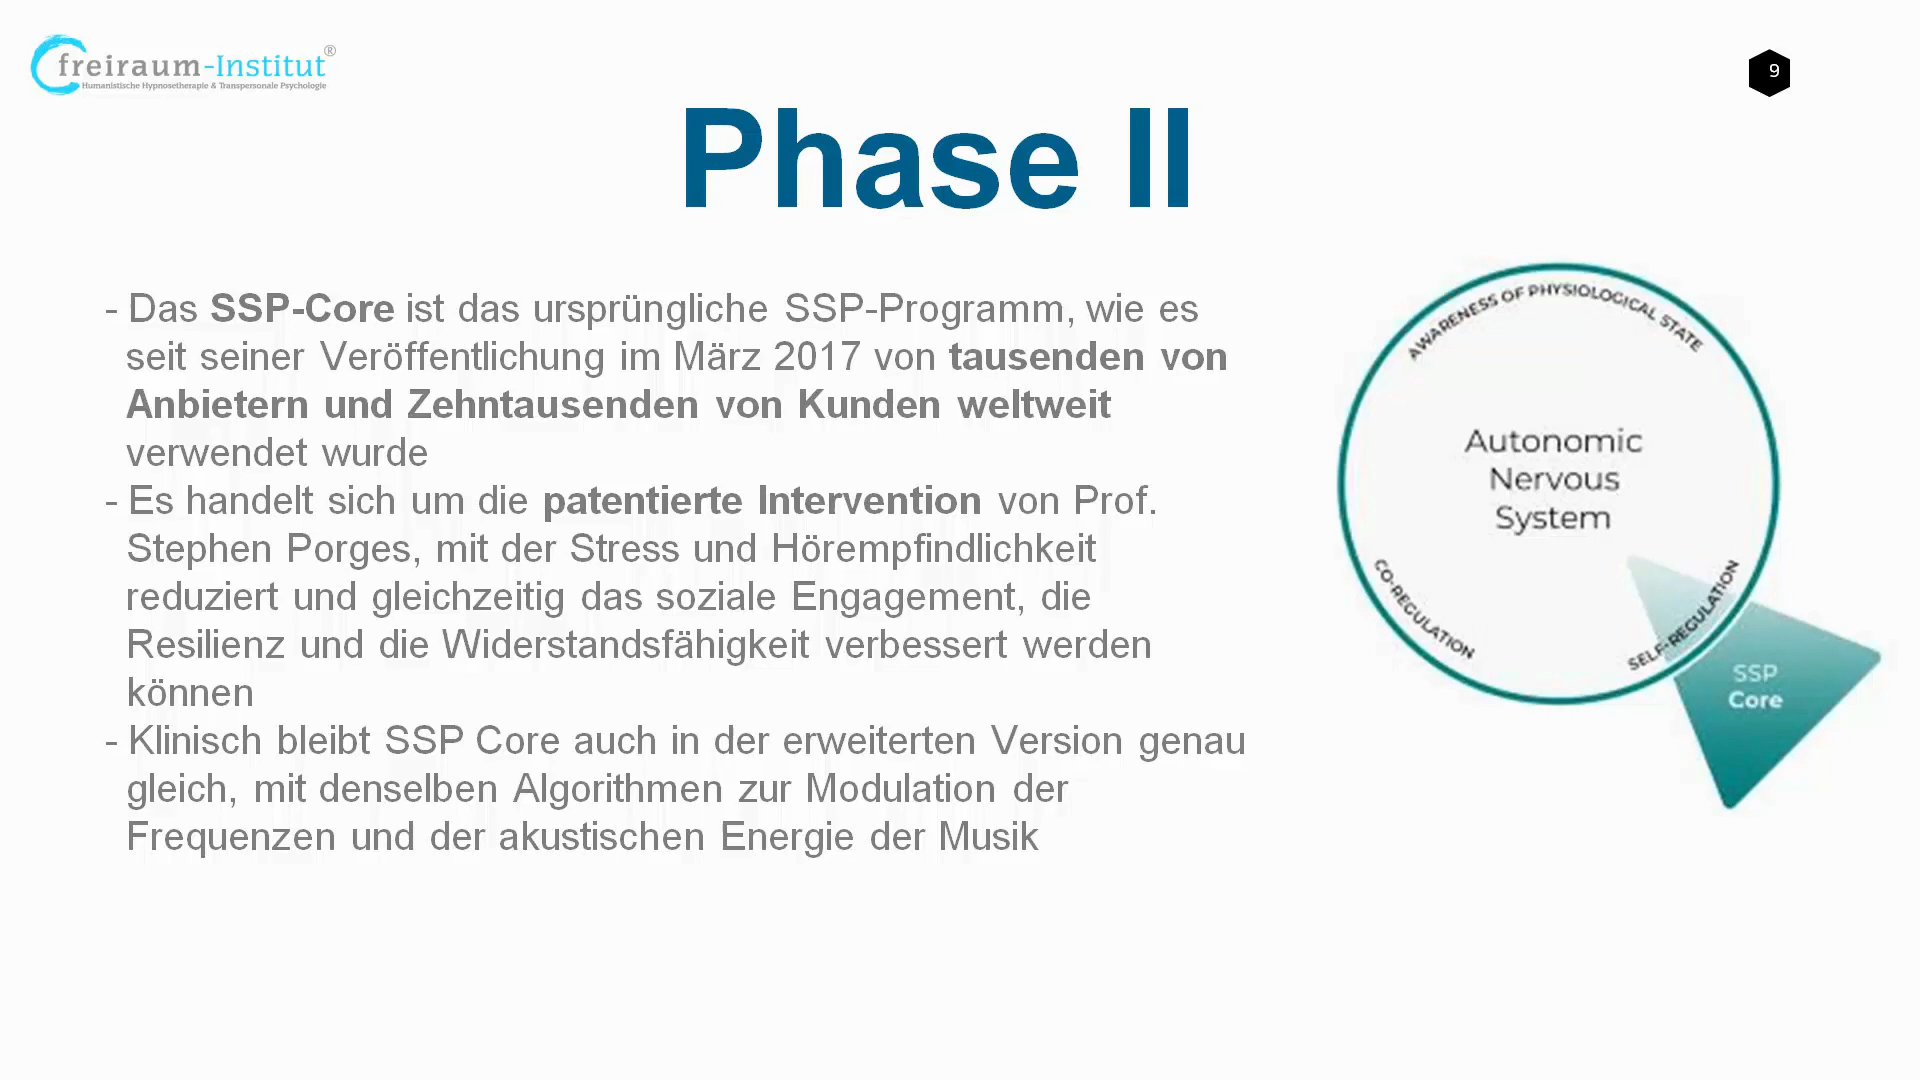 freiraum-Institut®
Humanistische Hypnosetherapie & Transpersonale Psychologie
9
Phase II
- Das SSP-Core ist das ursprüngliche SSP-Programm, wie es
seit seiner Veröffentlichung im März 2017 von tausenden von
Anbietern und Zehntausenden von Kunden weltweit
verwendet wurde
- Es handelt sich um die patentierte Intervention von Prof.
Stephen Porges, mit der Stress und Hörempfindlichkeit
reduziert und gleichzeitig das soziale Engagement, die
Resilienz und die Widerstandsfähigkeit verbessert werden
können
- Klinisch bleibt SSP Core auch in der erweiterten Version genau
gleich, mit denselben Algorithmen zur Modulation der
Frequenzen und der akustischen Energie der Musik
AWARENESS OF PHYSIOLOGICAL STATE
Autonomic
Nervous
System
CO-REGULATION
SELF-REGULATION
SSP
Core